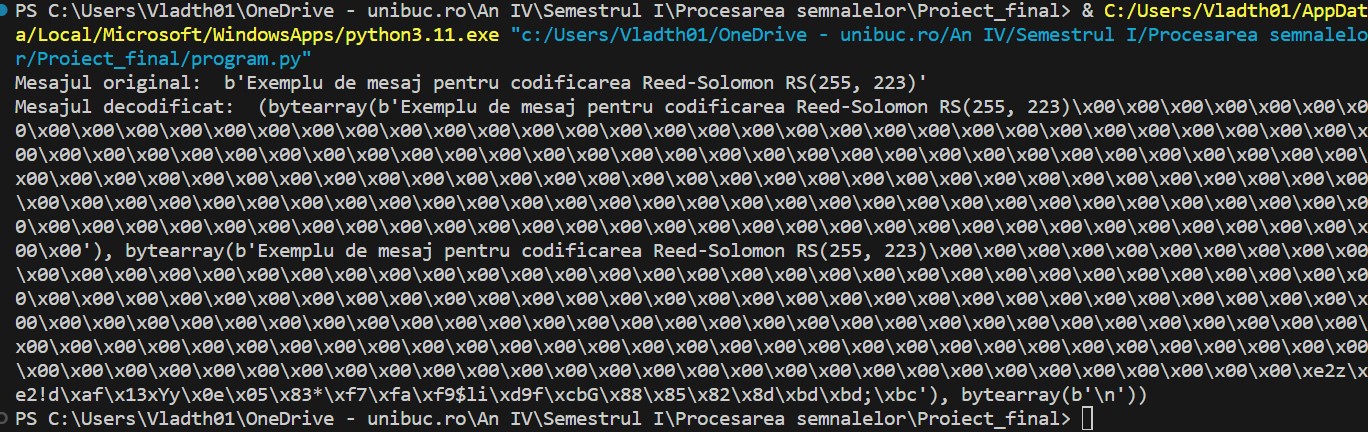 PS C:\Users\Vladth01\OneDrive - unibuc.ro\An IV\Semestrul I\Procesarea semnalelor\Proiect_final> & C:/Users/Vladth01/AppDat
a/Local/Microsoft/WindowsApps/python3.11.exe "c:/Users/Vladth01/OneDrive - unibuc.ro/An IV/Semestrul I/Procesarea semnalelo
r/Proiect_final/program.py"
Mesajul original:  b'Exemplu de mesaj pentru codificarea Reed-Solomon RS(255, 223)'
Mesajul decodificat:  (bytearray(b'Exemplu de mesaj pentru codificarea Reed-Solomon RS(255, 223)\x00\x00\x00\x00\x00\x00\x0
0\x00\x00\x00\x00\x00\x00\x00\x00\x00\x00\x00\x00\x00\x00\x00\x00\x00\x00\x00\x00\x00\x00\x00\x00\x00\x00\x00\x00\x00\x00\x
00\x00\x00\x00\x00\x00\x00\x00\x00\x00\x00\x00\x00\x00\x00\x00\x00\x00\x00\x00\x00\x00\x00\x00\x00\x00\x00\x00\x00\x00\x00\
x00\x00\x00\x00\x00\x00\x00\x00\x00\x00\x00\x00\x00\x00\x00\x00\x00\x00\x00\x00\x00\x00\x00\x00\x00\x00\x00\x00\x00\x00\x00
\x00\x00\x00\x00\x00\x00\x00\x00\x00\x00\x00\x00\x00\x00\x00\x00\x00\x00\x00\x00\x00\x00\x00\x00\x00\x00\x00\x00\x00\x00\x0
0\x00\x00\x00\x00\x00\x00\x00\x00\x00\x00\x00\x00\x00\x00\x00\x00\x00\x00\x00\x00\x00\x00\x00\x00\x00\x00\x00\x00\x00\x00\x
00\x00'), bytearray(b'Exemplu de mesaj pentru codificarea Reed-Solomon RS(255, 223)\x00\x00\x00\x00\x00\x00\x00\x00\x00\x00
\x00\x00\x00\x00\x00\x00\x00\x00\x00\x00\x00\x00\x00\x00\x00\x00\x00\x00\x00\x00\x00\x00\x00\x00\x00\x00\x00\x00\x00\x00\x0
0\x00\x00\x00\x00\x00\x00\x00\x00\x00\x00\x00\x00\x00\x00\x00\x00\x00\x00\x00\x00\x00\x00\x00\x00\x00\x00\x00\x00\x00\x00\x
00\x00\x00\x00\x00\x00\x00\x00\x00\x00\x00\x00\x00\x00\x00\x00\x00\x00\x00\x00\x00\x00\x00\x00\x00\x00\x00\x00\x00\x00\x00\
x00\x00\x00\x00\x00\x00\x00\x00\x00\x00\x00\x00\x00\x00\x00\x00\x00\x00\x00\x00\x00\x00\x00\x00\x00\x00\x00\x00\x00\x00\x00
\x00\x00\x00\x00\x00\x00\x00\x00\x00\x00\x00\x00\x00\x00\x00\x00\x00\x00\x00\x00\x00\x00\x00\x00\x00\x00\x00\x00\x00\xe2z\x
e2!d\xaf\x13xYy\x0e\x05\x83*\xf7\xfa\xf9$li\xd9f\xcbG\x88\x85\x82\x8d\xbd\xbd;\xbc'), bytearray(b'\n'))
PS C:\Users\Vladth01\OneDrive - unibuc.ro\An IV\Semestrul I\Procesarea semnalelor\Proiect_final>